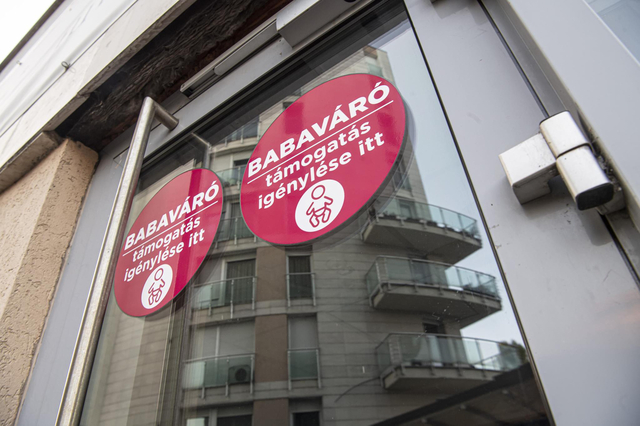 BABAVÁRÓ
támogatás
igénylése itt
BABAVÁRÓ
támogatás
igénylése itt